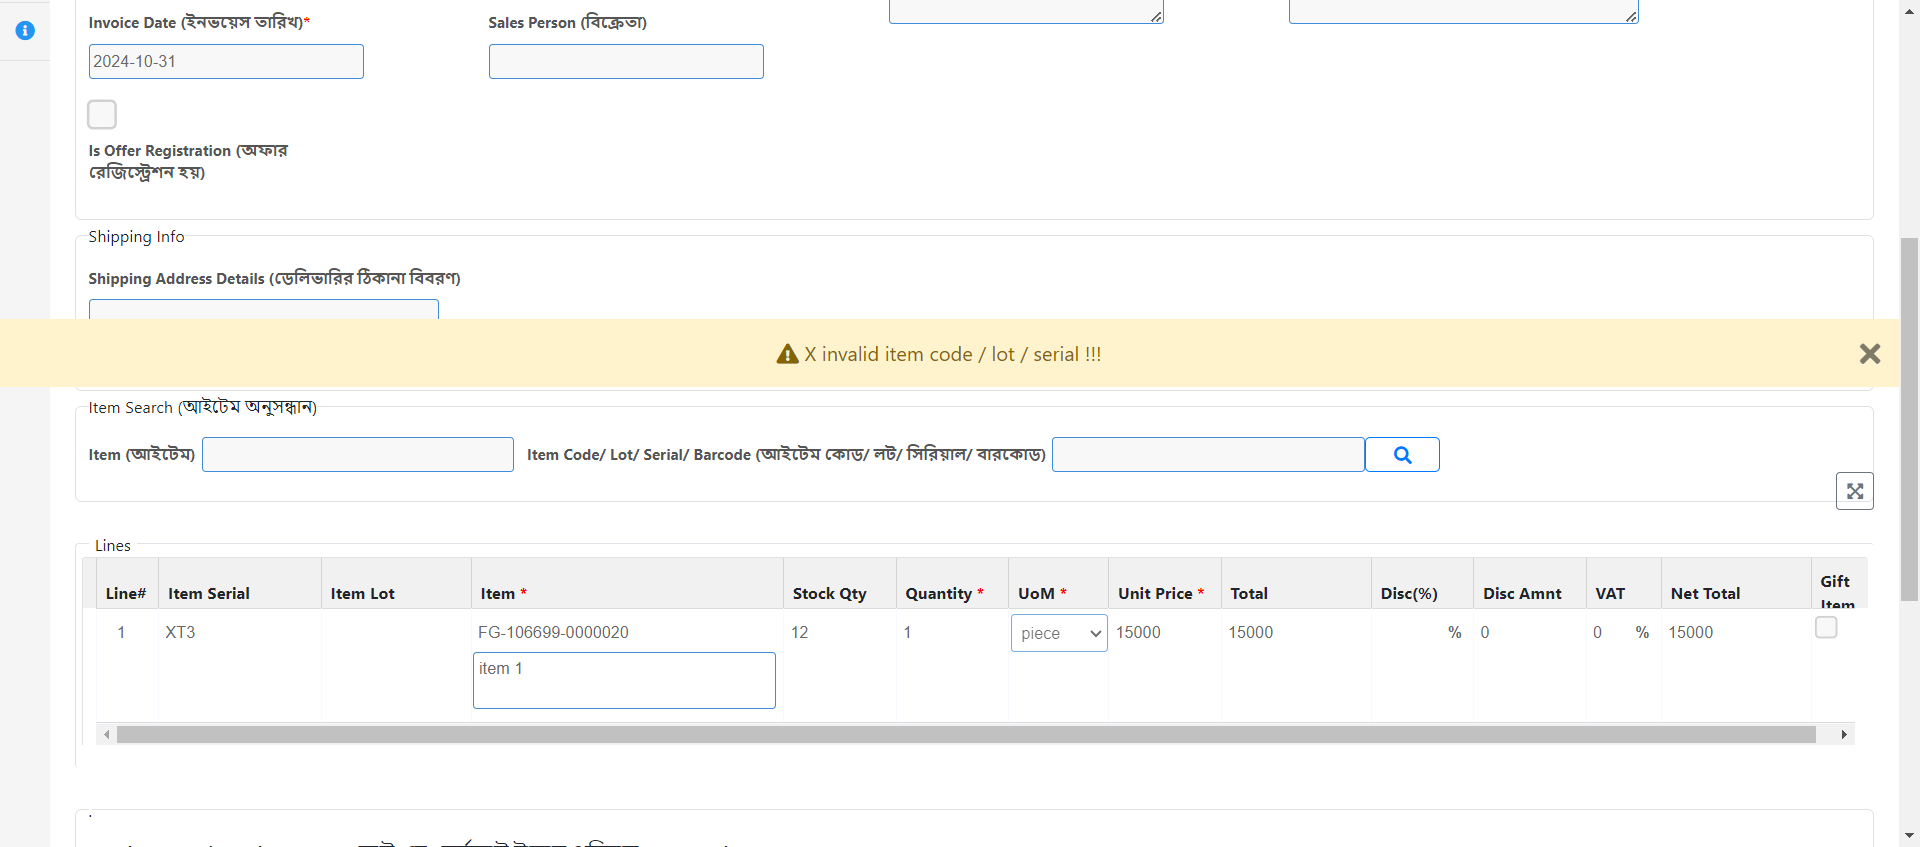 Invoice Date (ইনভয়েস তারিখ)*
Sales Person (বিক্রেতা)
2024-10-31
Is Offer Registration (অফার
রেজিস্ট্রেশন হয়)
Shipping Info
Shipping Address Details (ডেলিভারির ঠিকানা বিবরণ)
X invalid item code / lot / serial !!!
Item Search (আইটেম অনুসন্ধান)
Item (আইটেম)
Item Code/ Lot/ Serial/ Barcode (আইটেম কোড/ লট/ সিরিয়াল/ বারকোড)
Lines
Line# Item Serial Item Lot Item * Stock Qty Quantity * UoM * Unit Price * Total Disc(%) Disc Amnt VAT Net Total Gift Item
1 XT3 FG-106699-0000020 12 1 piece 15000 15000 % 0 0 % 15000
item 1